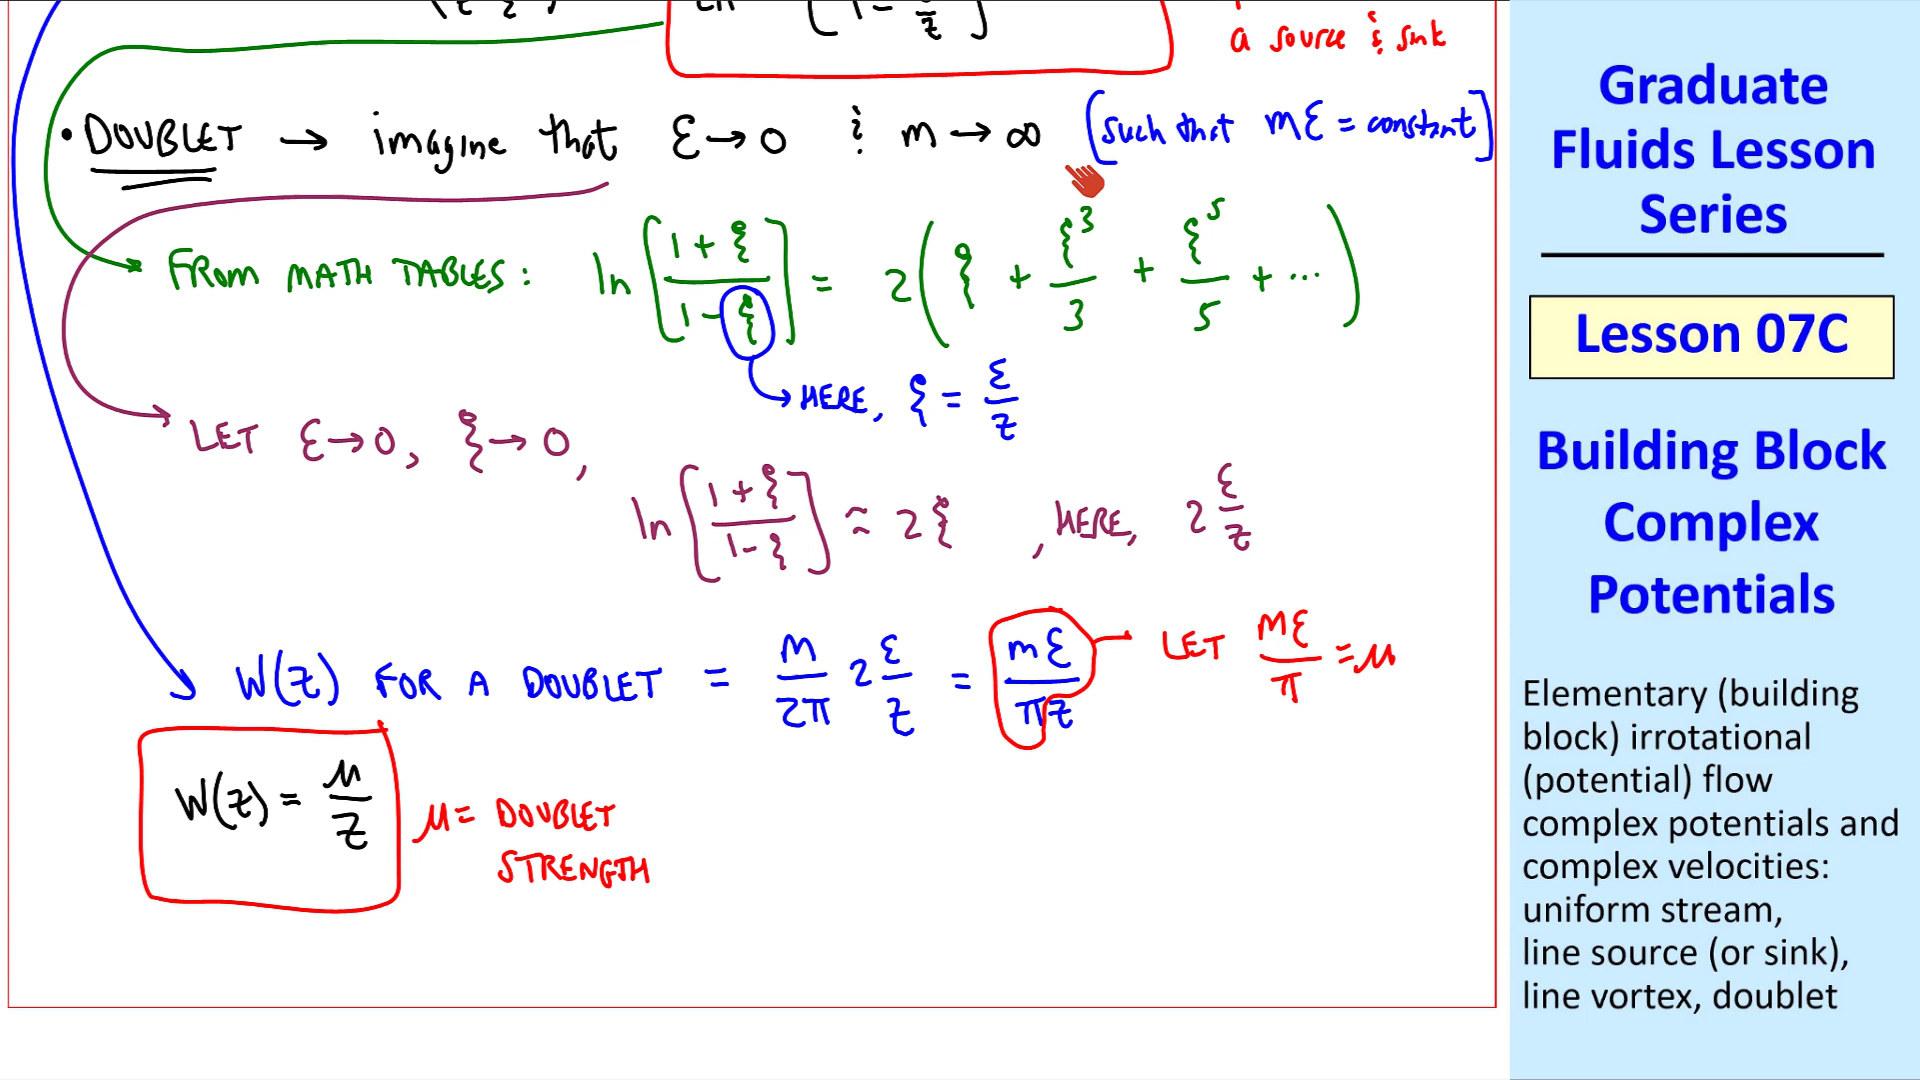 ln [ 1 - ε/z ]
a source & sink
• DOUBLET → imagine that ε → 0 & m → ∞ [such that mε = constant]
FROM MATH TABLES: ln[(1 + ξ)/(1 - ξ)] = 2(ξ + ξ³/3 + ξ⁵/5 + ...)
HERE, ξ = ε/z
LET ε → 0, ξ → 0,
ln[(1 + ξ)/(1 - ξ)] ≈ 2ξ , HERE, 2 ε/z
W(z) FOR A DOUBLET = m/2π 2 ε/z = mε/πz LET mε/π = μ
W(z) = μ/z
μ = DOUBLET
STRENGTH
Graduate
Fluids Lesson
Series
Lesson 07C
Building Block
Complex
Potentials
Elementary (building
block) irrotational
(potential) flow
complex potentials and
complex velocities:
uniform stream,
line source (or sink),
line vortex, doublet